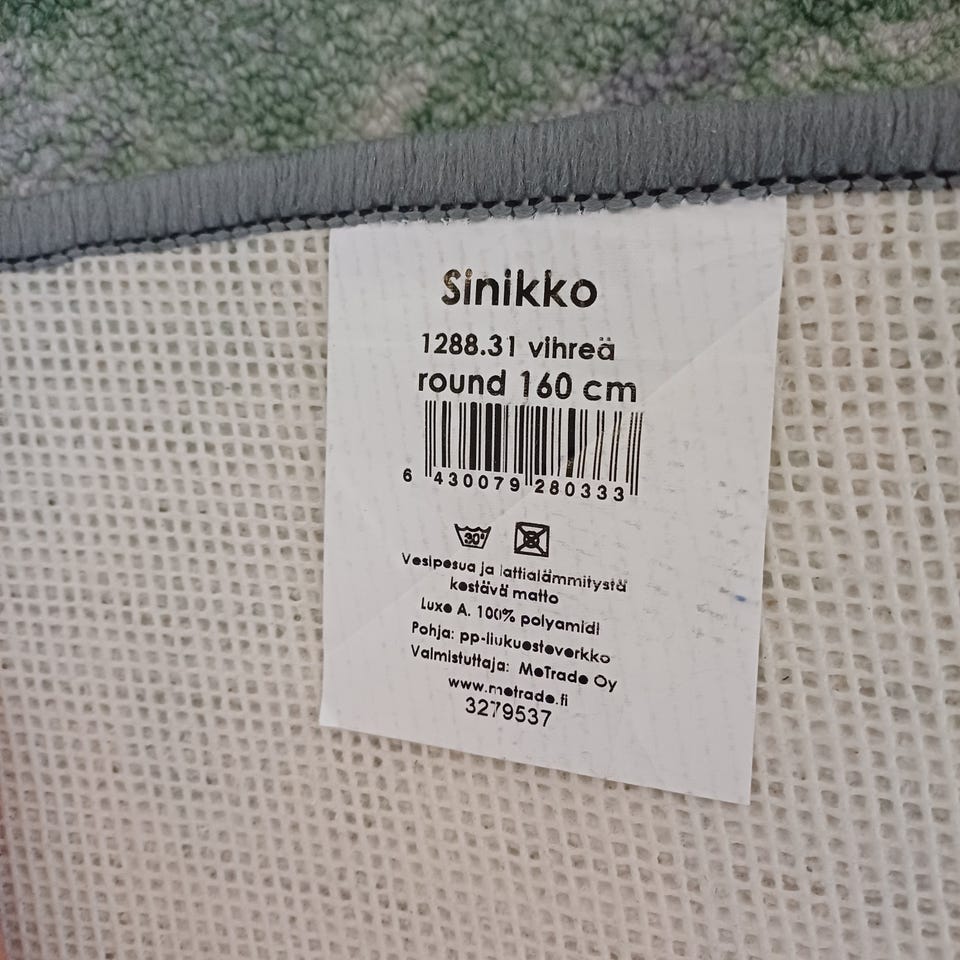 Sinikko
1288.31 vihreä
round 160 cm
6 430079 280333
30°
Vesipesua ja lattialämmitystä
kestävä matto
Luxe A. 100% polyamidi
Pohja: pp-liukuesteverkko
Valmistuttaja: MeTrade Oy
www.metrade.fi
3279537